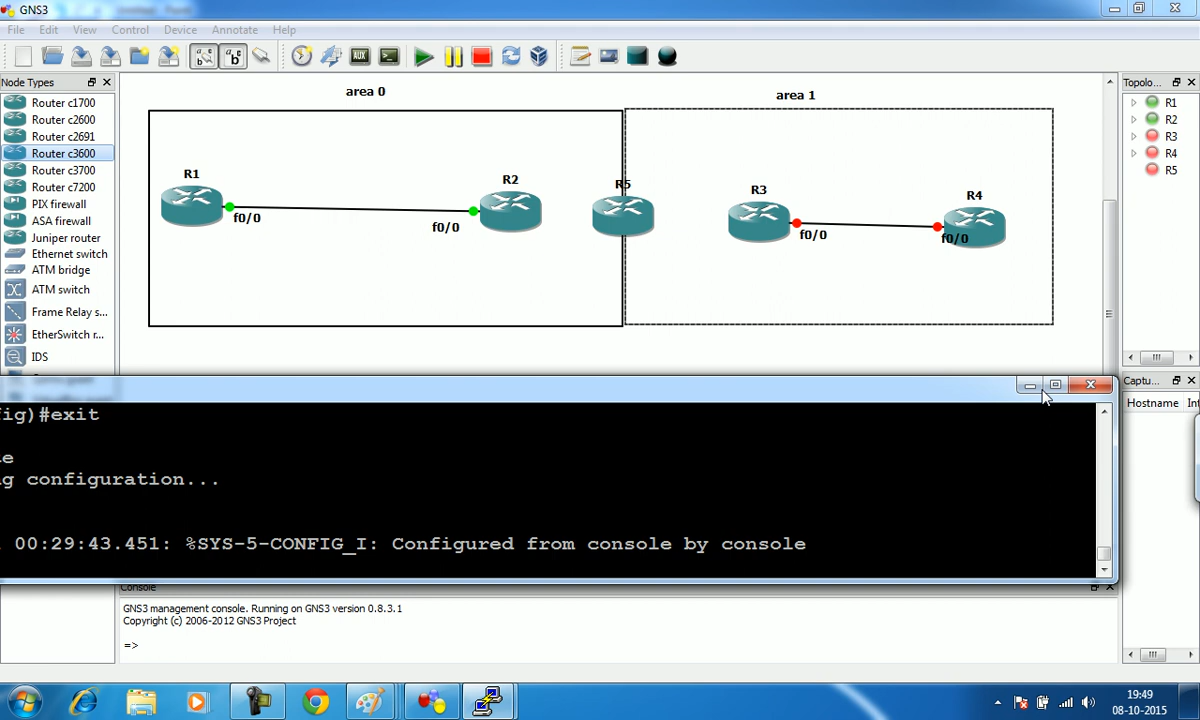 GNS3
File Edit View Control Device Annotate Help
AUX
Node Types
Router c1700
Router c2600
Router c2691
Router c3600
Router c3700
Router c7200
PIX firewall
ASA firewall
Juniper router
Ethernet switch
ATM bridge
ATM switch
Frame Relay s...
EtherSwitch r...
IDS
area 0
area 1
R1
f0/0
R2
f0/0
R5
R3
f0/0
R4
f0/0
Topolo...
R1
R2
R3
R4
R5
Captu...
Hostname Int
fig)#exit
e
g configuration...
00:29:43.451: %SYS-5-CONFIG_I: Configured from console by console
Console
GNS3 management console. Running on GNS3 version 0.8.3.1
Copyright (c) 2006-2012 GNS3 Project
=>
19:49
08-10-2015